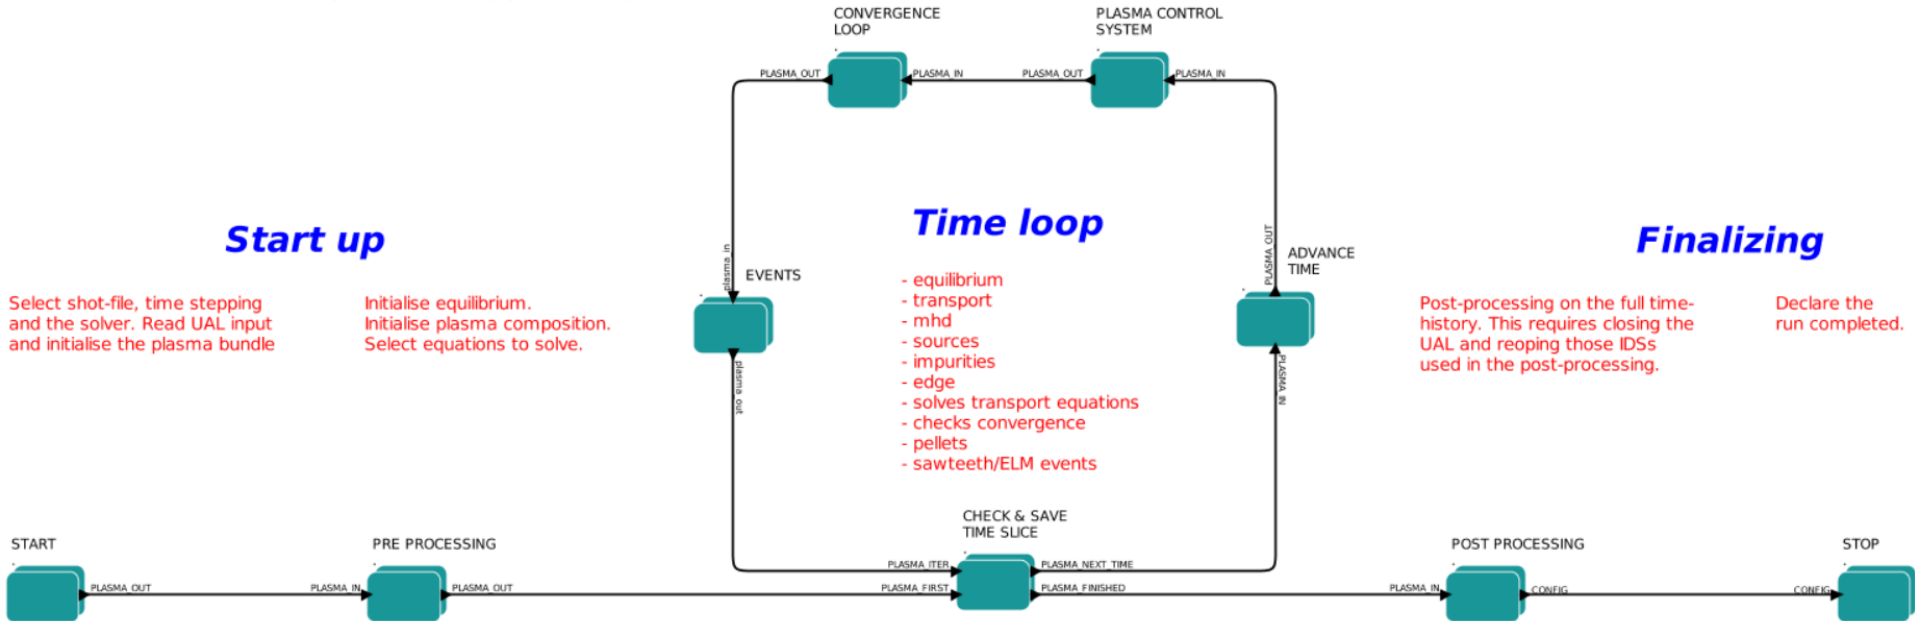 CONVERGENCE
LOOP
PLASMA CONTROL
SYSTEM
PLASMA_OUT
PLASMA_IN
PLASMA_OUT
PLASMA_IN
Start up
Select shot-file, time stepping
and the solver. Read UAL input
and initialise the plasma bundle
Initialise equilibrium.
Initialise plasma composition.
Select equations to solve.
plasma_in
EVENTS
plasma_out
Time loop
- equilibrium
- transport
- mhd
- sources
- impurities
- edge
- solves transport equations
- checks convergence
- pellets
- sawteeth/ELM events
PLASMA_OUT
ADVANCE
TIME
PLASMA_IN
Finalizing
Post-processing on the full time-
history. This requires closing the
UAL and reoping those IDSs
used in the post-processing.
Declare the
run completed.
START
PLASMA_OUT
PRE PROCESSING
PLASMA_IN
PLASMA_OUT
CHECK & SAVE
TIME SLICE
PLASMA_ITER
PLASMA_NEXT_TIME
PLASMA_FIRST
PLASMA_FINISHED
POST PROCESSING
PLASMA_IN
CONFIG
STOP
CONFIG